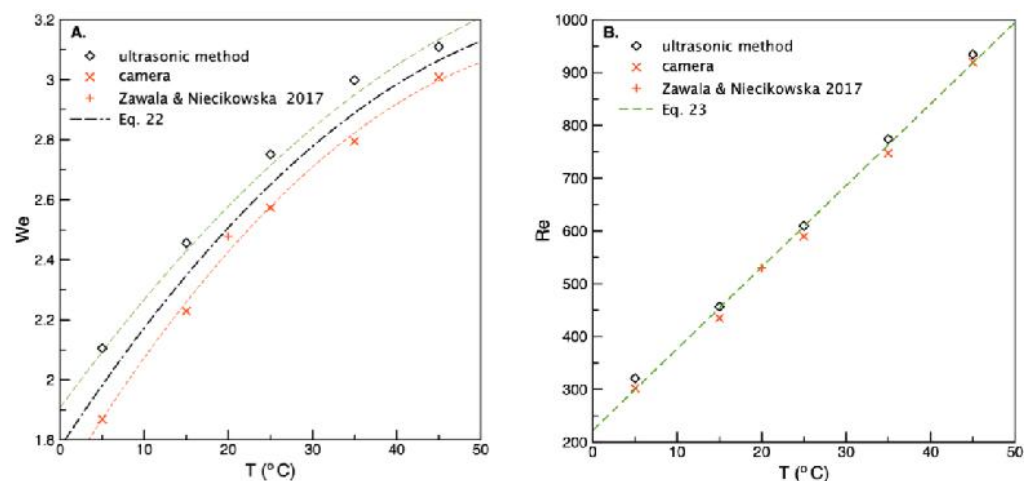 A.
ultrasonic method
camera
Zawala & Niecikowska 2017
Eq. 22
3.2
3
2.8
2.6
2.4
2.2
2
1.8
We
0
10
20
30
40
50
T (°C)
B.
ultrasonic method
camera
Zawala & Niecikowska 2017
Eq. 23
1000
900
800
700
600
500
400
300
200
Re
0
10
20
30
40
50
T (°C)